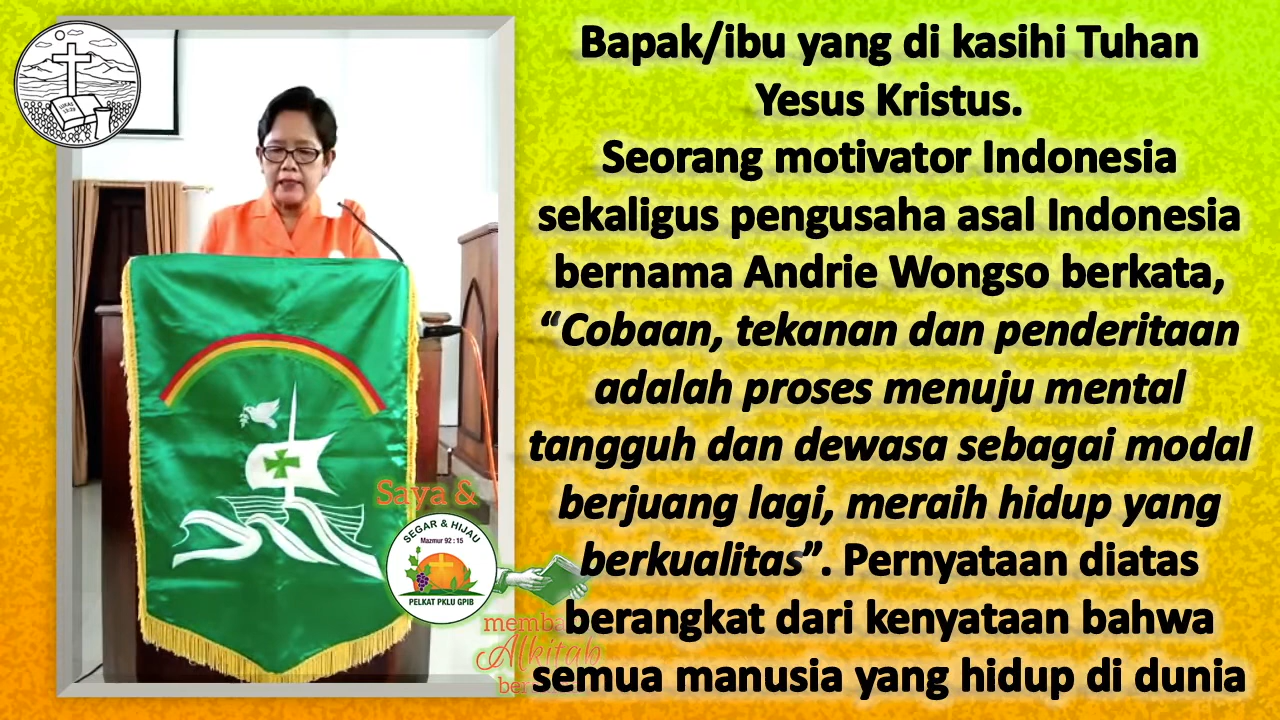 Bapak/ibu yang di kasihi Tuhan
Yesus Kristus.
Seorang motivator Indonesia
sekaligus pengusaha asal Indonesia
bernama Andrie Wongso berkata,
“Cobaan, tekanan dan penderitaan
adalah proses menuju mental
tangguh dan dewasa sebagai modal
berjuang lagi, meraih hidup yang
berkualitas”. Pernyataan diatas
berangkat dari kenyataan bahwa
semua manusia yang hidup di dunia
LUKAS
Saya &
SEGAR & HIJAU
Mazmur 92 : 15
PELKAT PKLU GPIB
Alkitab